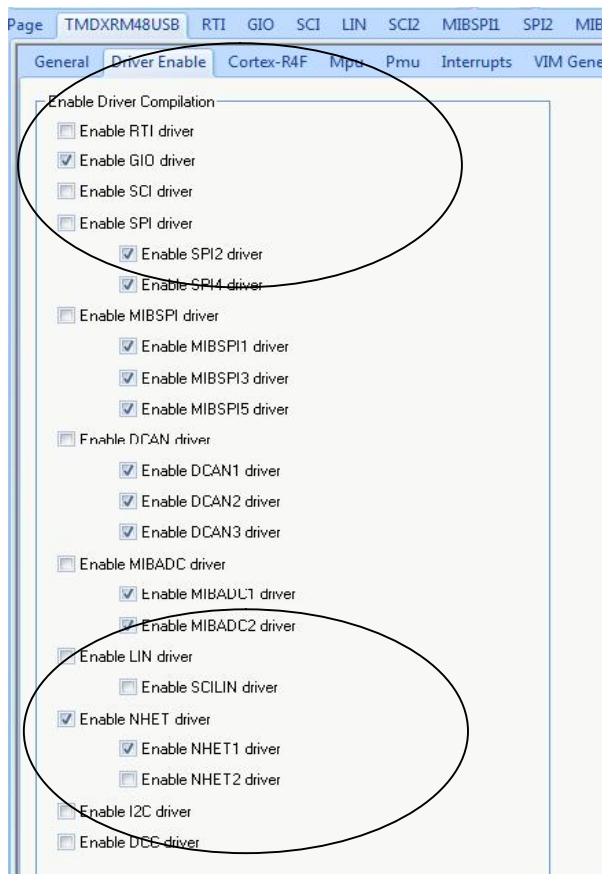 Page TMDXRM48USB RTI GIO SCI LIN SCI2 MIBSPI1 SPI2 MIB
General Driver Enable Cortex-R4F Mpu Pmu Interrupts VIM Gene
Enable Driver Compilation
Enable RTI driver
Enable GIO driver
Enable SCI driver
Enable SPI driver
Enable SPI2 driver
Enable SPI4 driver
Enable MIBSPI driver
Enable MIBSPI1 driver
Enable MIBSPI3 driver
Enable MIBSPI5 driver
Enable DCAN driver
Enable DCAN1 driver
Enable DCAN2 driver
Enable DCAN3 driver
Enable MIBADC driver
Enable MIBADC1 driver
Enable MIBADC2 driver
Enable LIN driver
Enable SCILIN driver
Enable NHET driver
Enable NHET1 driver
Enable NHET2 driver
Enable I2C driver
Enable DCC driver